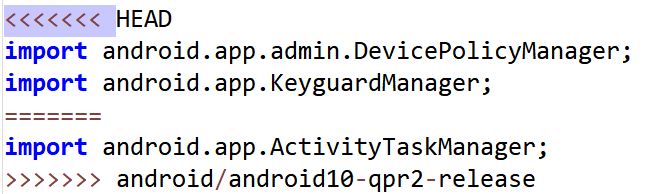 <<<<<<< HEAD
import android.app.admin.DevicePolicyManager;
import android.app.KeyguardManager;
=======
import android.app.ActivityTaskManager;
>>>>>>> android/android10-qpr2-release